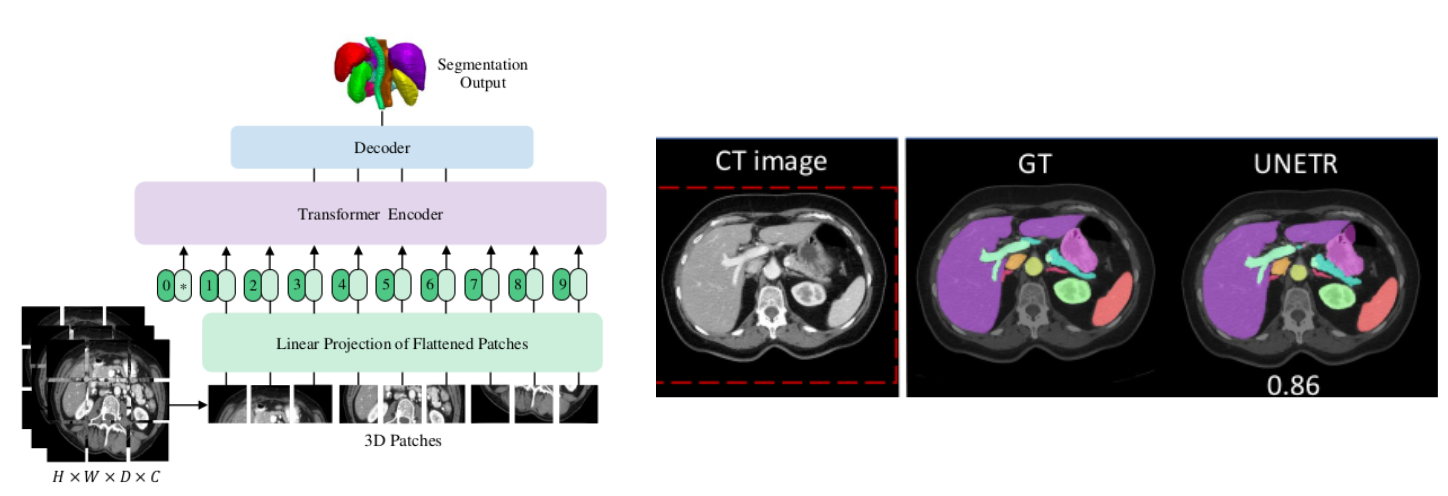 Segmentation
Output
Decoder
Transformer Encoder
0 * 1 2 3 4 5 6 7 8 9
Linear Projection of Flattened Patches
3D Patches
H × W × D × C
CT image
GT
UNETR
0.86